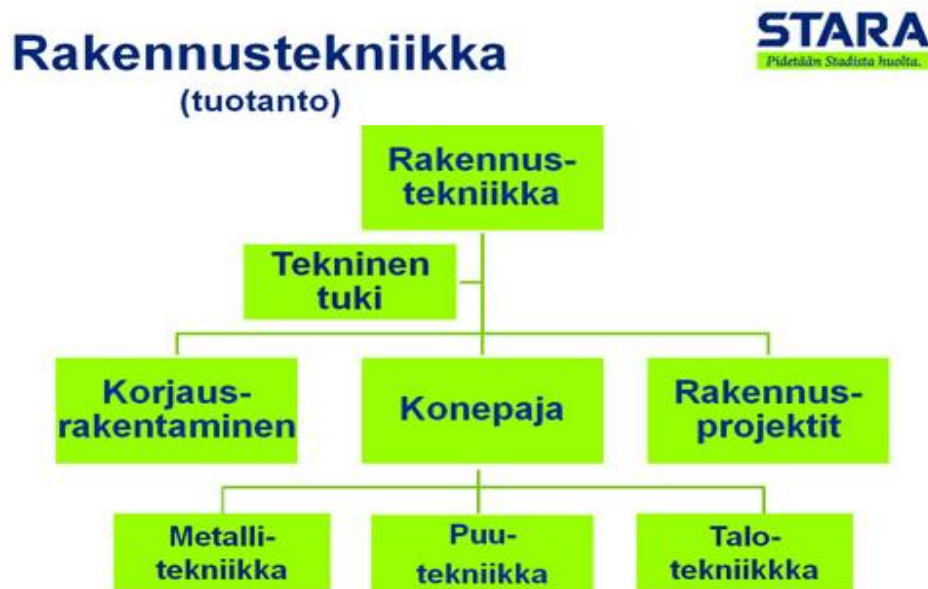 Rakennustekniikka
(tuotanto)
STARA
Pidetään Stadista huolta.
Rakennus-
tekniikka
Tekninen
tuki
Korjaus-
rakentaminen
Konepaja
Rakennus-
projektit
Metalli-
tekniikka
Puu-
tekniikka
Talo-
tekniikkka